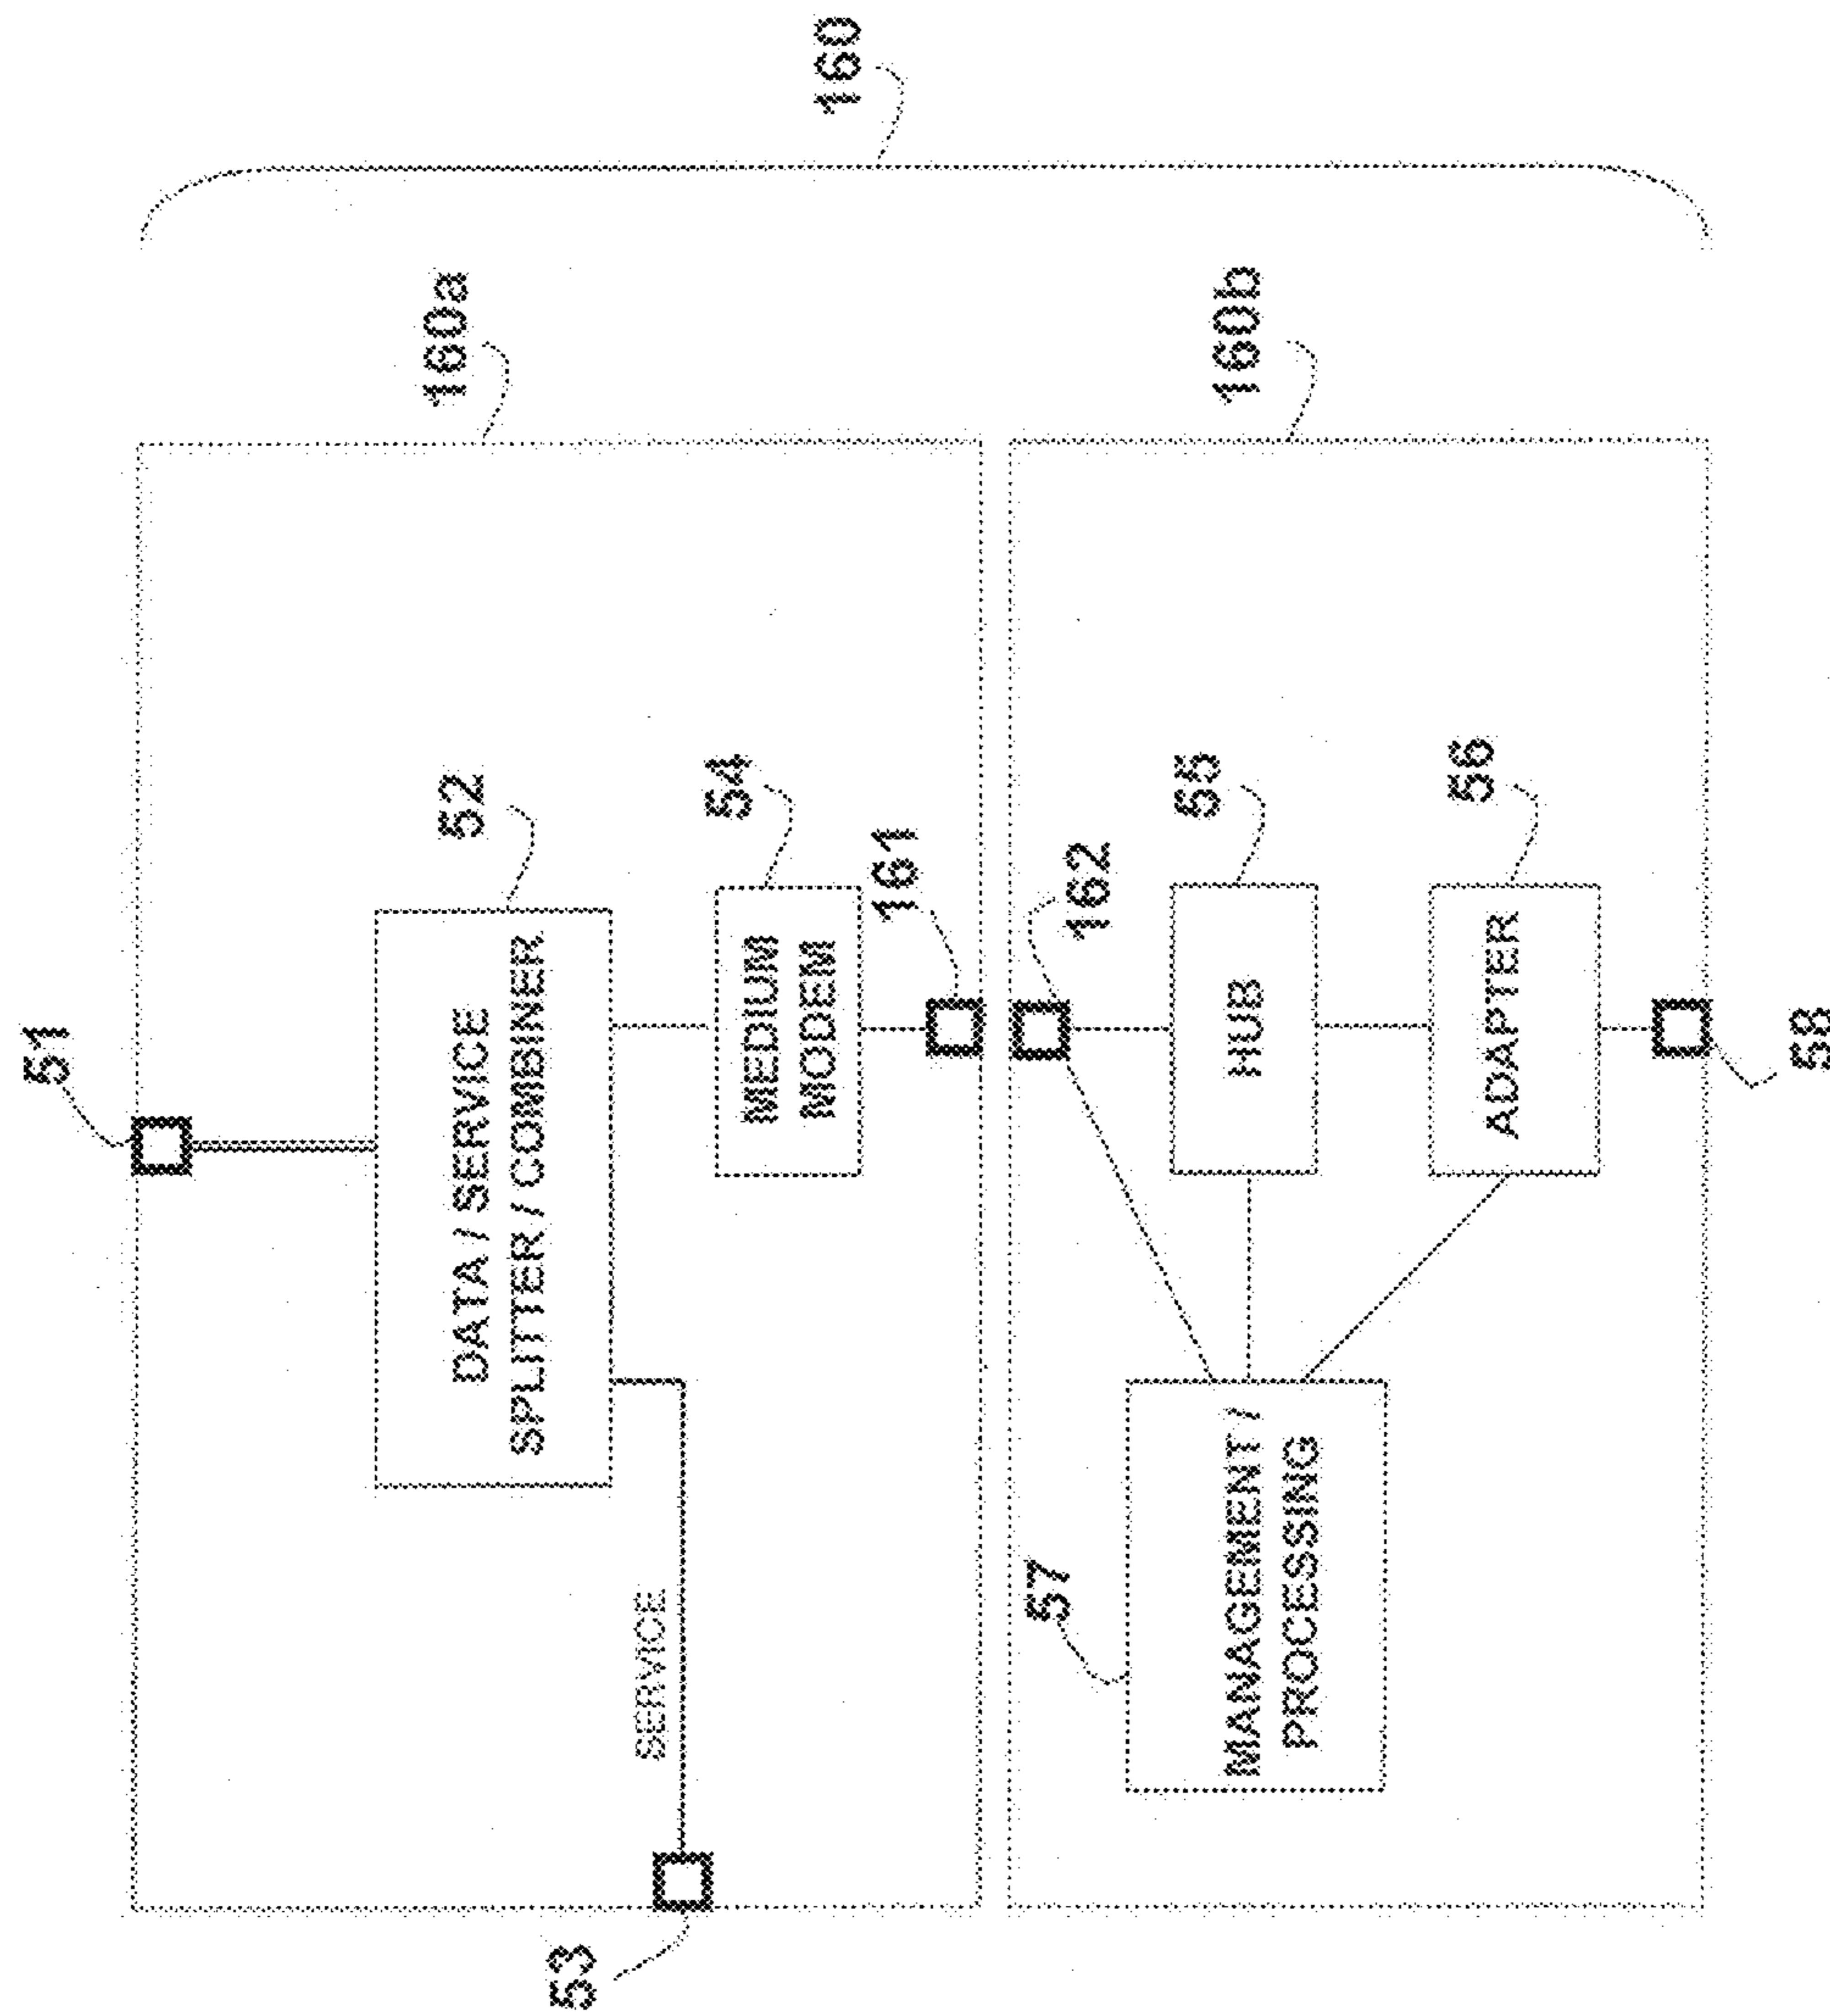 160
160a
160b
51
52
DATA / SERVICE
SPLITTER / COMBINER
54
MEDIUM
MODEM
161
162
55
HUB
56
ADAPTER
58
57
MANAGEMENT /
PROCESSING
SERVICE
53